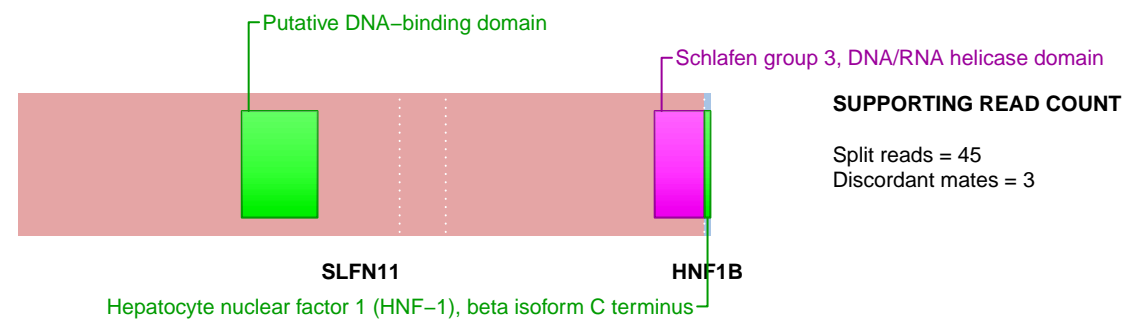 Putative DNA−binding domain
Schlafen group 3, DNA/RNA helicase domain
SUPPORTING READ COUNT
Split reads = 45
Discordant mates = 3
SLFN11
HNF1B
Hepatocyte nuclear factor 1 (HNF−1), beta isoform C terminus